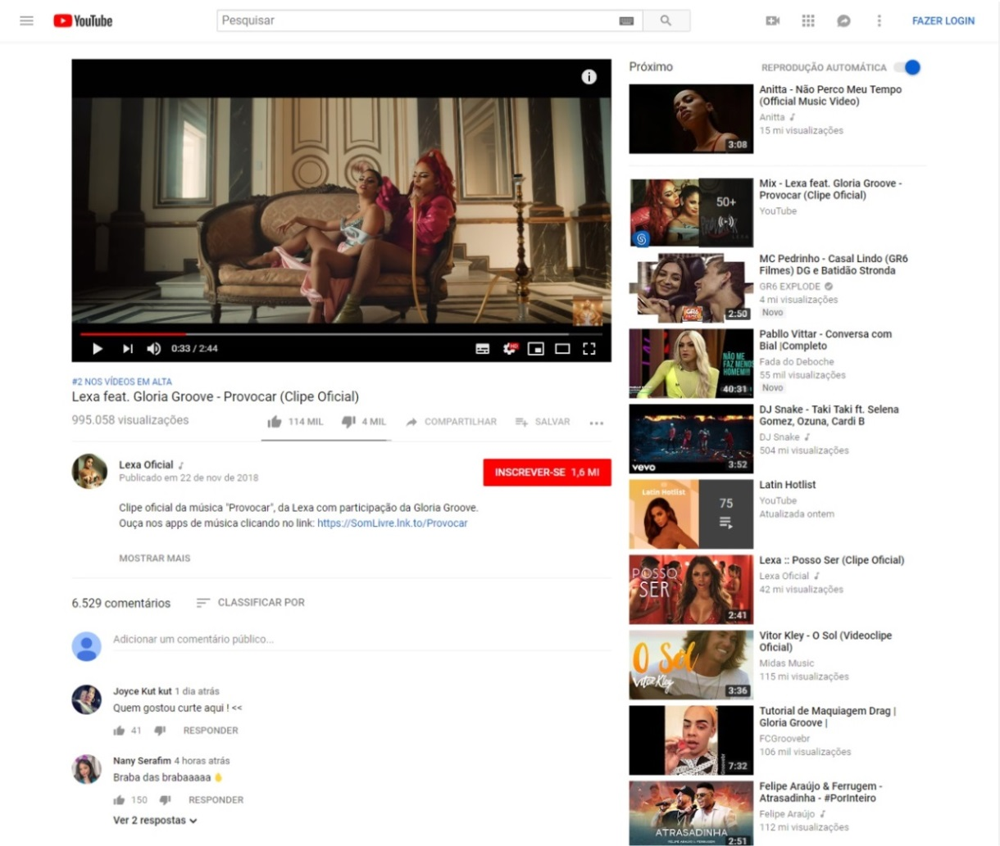 YouTube
Pesquisar
FAZER LOGIN
0:33 / 2:44
HD
#2 NOS VÍDEOS EM ALTA
Lexa feat. Gloria Groove - Provocar (Clipe Oficial)
995.058 visualizações
114 MIL
4 MIL
COMPARTILHAR
SALVAR
Lexa Oficial
Publicado em 22 de nov de 2018
INSCREVER-SE 1,6 MI
Clipe oficial da música "Provocar", da Lexa com participação da Gloria Groove.
Ouça nos apps de música clicando no link: https://SomLivre.lnk.to/Provocar
MOSTRAR MAIS
6.529 comentários
CLASSIFICAR POR
Adicionar um comentário público...
Joyce Kut kut 1 dia atrás
Quem gostou curte aqui ! <<
41
RESPONDER
Nany Serafim 4 horas atrás
Braba das brabaaaaa
150
RESPONDER
Ver 2 respostas
Próximo
REPRODUÇÃO AUTOMÁTICA
3:08
Anitta - Não Perco Meu Tempo
(Official Music Video)
Anitta
15 mi visualizações
50+
LEXA
Mix - Lexa feat. Gloria Groove -
Provocar (Clipe Oficial)
YouTube
GR6
2:50
MC Pedrinho - Casal Lindo (GR6
Filmes) DG e Batidão Stronda
GR6 EXPLODE
4 mi visualizações
Novo
NÃO ME
FAZ MENOS
HOMEM!!!
40:31
Pabllo Vittar - Conversa com
Bial |Completo
Fada do Deboche
55 mil visualizações
Novo
vevo
3:52
DJ Snake - Taki Taki ft. Selena
Gomez, Ozuna, Cardi B
DJ Snake
504 mi visualizações
Latin Hotlist
75
Latin Hotlist
YouTube
Atualizada ontem
POSSO
SER
2:41
Lexa :: Posso Ser (Clipe Oficial)
Lexa Oficial
42 mi visualizações
O Sol
Vitor Kley
3:36
Vitor Kley - O Sol (Videoclipe
Oficial)
Midas Music
115 mi visualizações
7:32
Tutorial de Maquiagem Drag |
Gloria Groove |
FCGroovebr
106 mil visualizações
ATRASADINHA
FELIPE ARAÚJO & FERRUGEM
2:51
Felipe Araújo & Ferrugem -
Atrasadinha - #PorInteiro
Felipe Araújo
112 mi visualizações